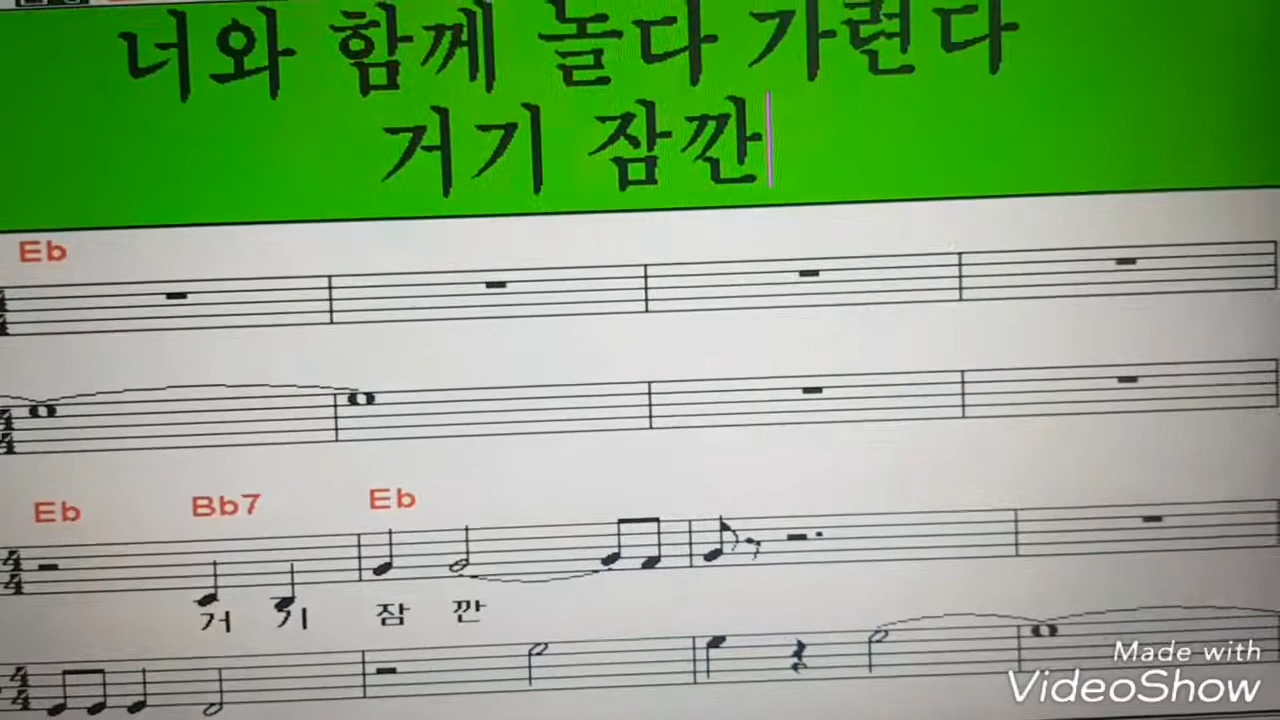 너와 함께 놀다 가련다
거기 잠깐
Eb
Eb Bb7 Eb
거 기 잠 깐
Made with
VideoShow